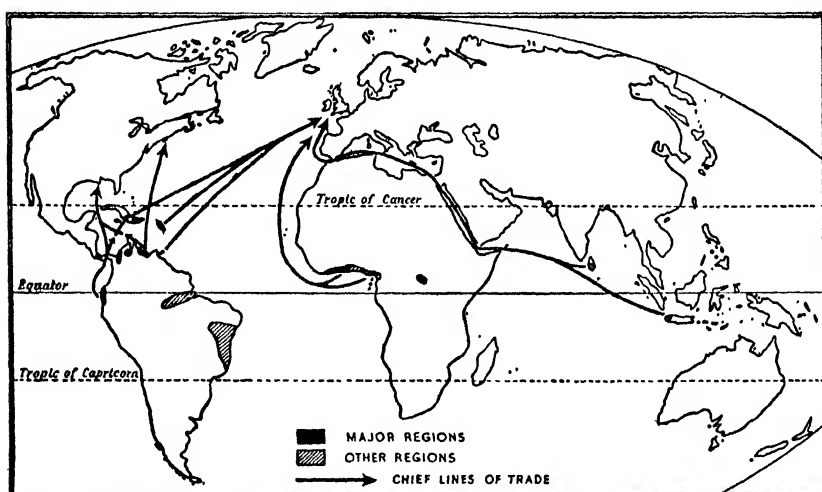 Tropic of Cancer
Equator
Tropic of Capricorn
MAJOR REGIONS
OTHER REGIONS
CHIEF LINES OF TRADE